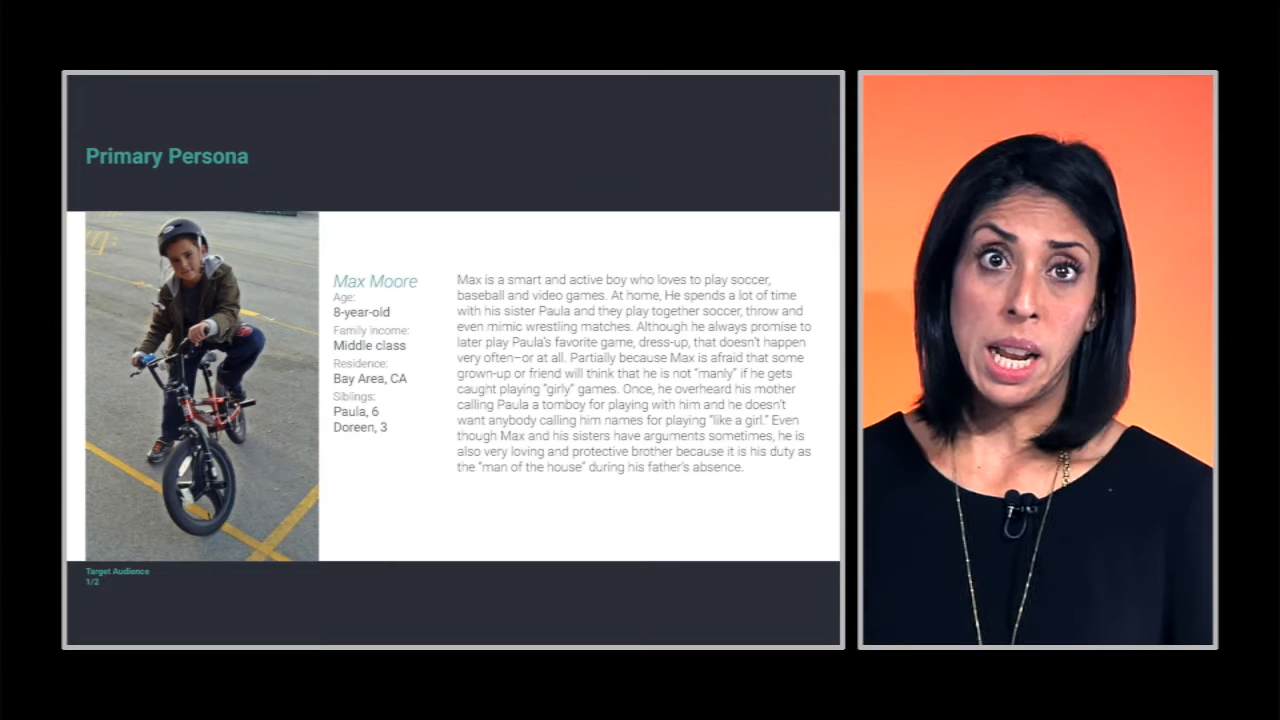 Primary Persona
Max Moore
Age:
8-year-old
Family income:
Middle class
Residence:
Bay Area, CA
Siblings:
Paula, 6
Doreen, 3
Max is a smart and active boy who loves to play soccer,
baseball and video games. At home, He spends a lot of time
with his sister Paula and they play together soccer, throw and
even mimic wrestling matches. Although he always promise to
later play Paula's favorite game, dress-up, that doesn't happen
very often–or at all. Partially because Max is afraid that some
grown-up or friend will think that he is not "manly" if he gets
caught playing "girly" games. Once, he overheard his mother
calling Paula a tomboy for playing with him and he doesn't
want anybody calling him names for playing "like a girl." Even
though Max and his sisters have arguments sometimes, he is
also very loving and protective brother because it is his duty as
the "man of the house" during his father's absence.
Target Audience
1/2